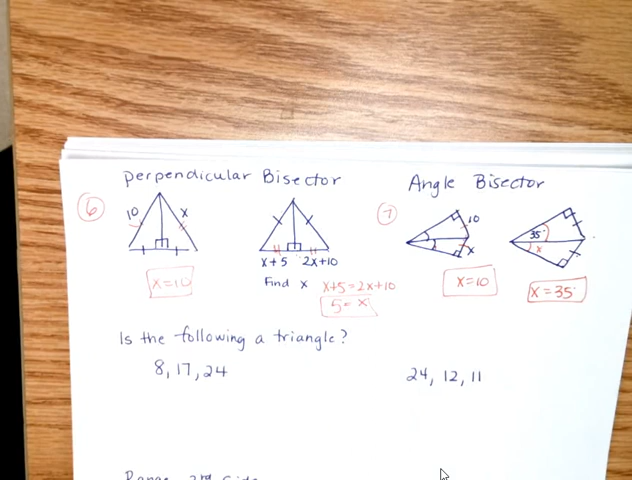 Perpendicular Bisector
Angle Bisector
6
10
x
x+5
2x+10
Find x
x+5=2x+10
5=x
x=10
7
10
x
x=10
35°
x
x=35°
Is the following a triangle?
8, 17, 24
24, 12, 11